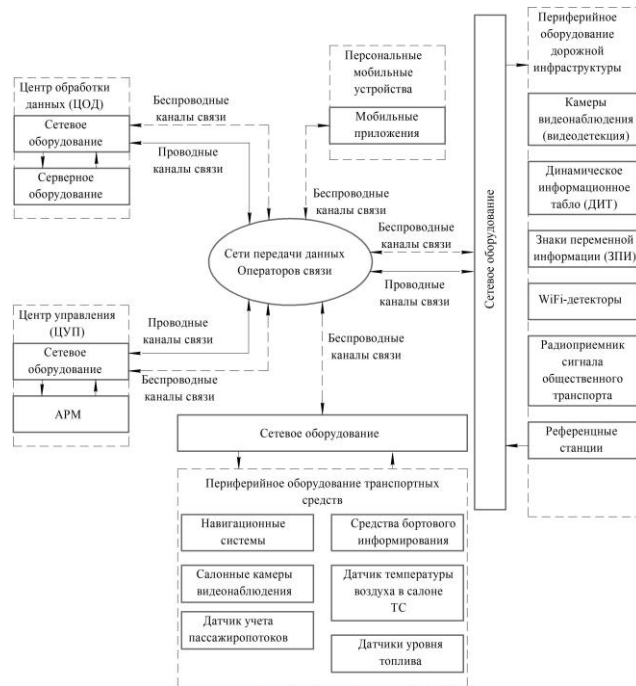 Центр обработки
данных (ЦОД)
Сетевое
оборудование
Серверное
оборудование
Беспроводные
каналы связи
Проводные
каналы связи
Персональные
мобильные
устройства
Мобильные
приложения
Беспроводные
каналы связи
Сети передачи данных
Операторов связи
Беспроводные
каналы связи
Проводные
каналы связи
Сетевое оборудование
Периферийное
оборудование
дорожной
инфраструктуры
Камеры
видеонаблюдения
(видеодетекция)
Динамическое
информационное
табло (ДИТ)
Знаки переменной
информации (ЗПИ)
WiFi-детекторы
Радиоприемник
сигнала
общественного
транспорта
Референцные
станции
Центр управления
(ЦУП)
Сетевое
оборудование
АРМ
Проводные
каналы связи
Беспроводные
каналы связи
Беспроводные
каналы связи
Сетевое оборудование
Периферийное оборудование транспортных
средств
Навигационные
системы
Салонные камеры
видеонаблюдения
Датчик учета
пассажиропотоков
Средства бортового
информирования
Датчик температуры
воздуха в салоне
ТС
Датчики уровня
топлива